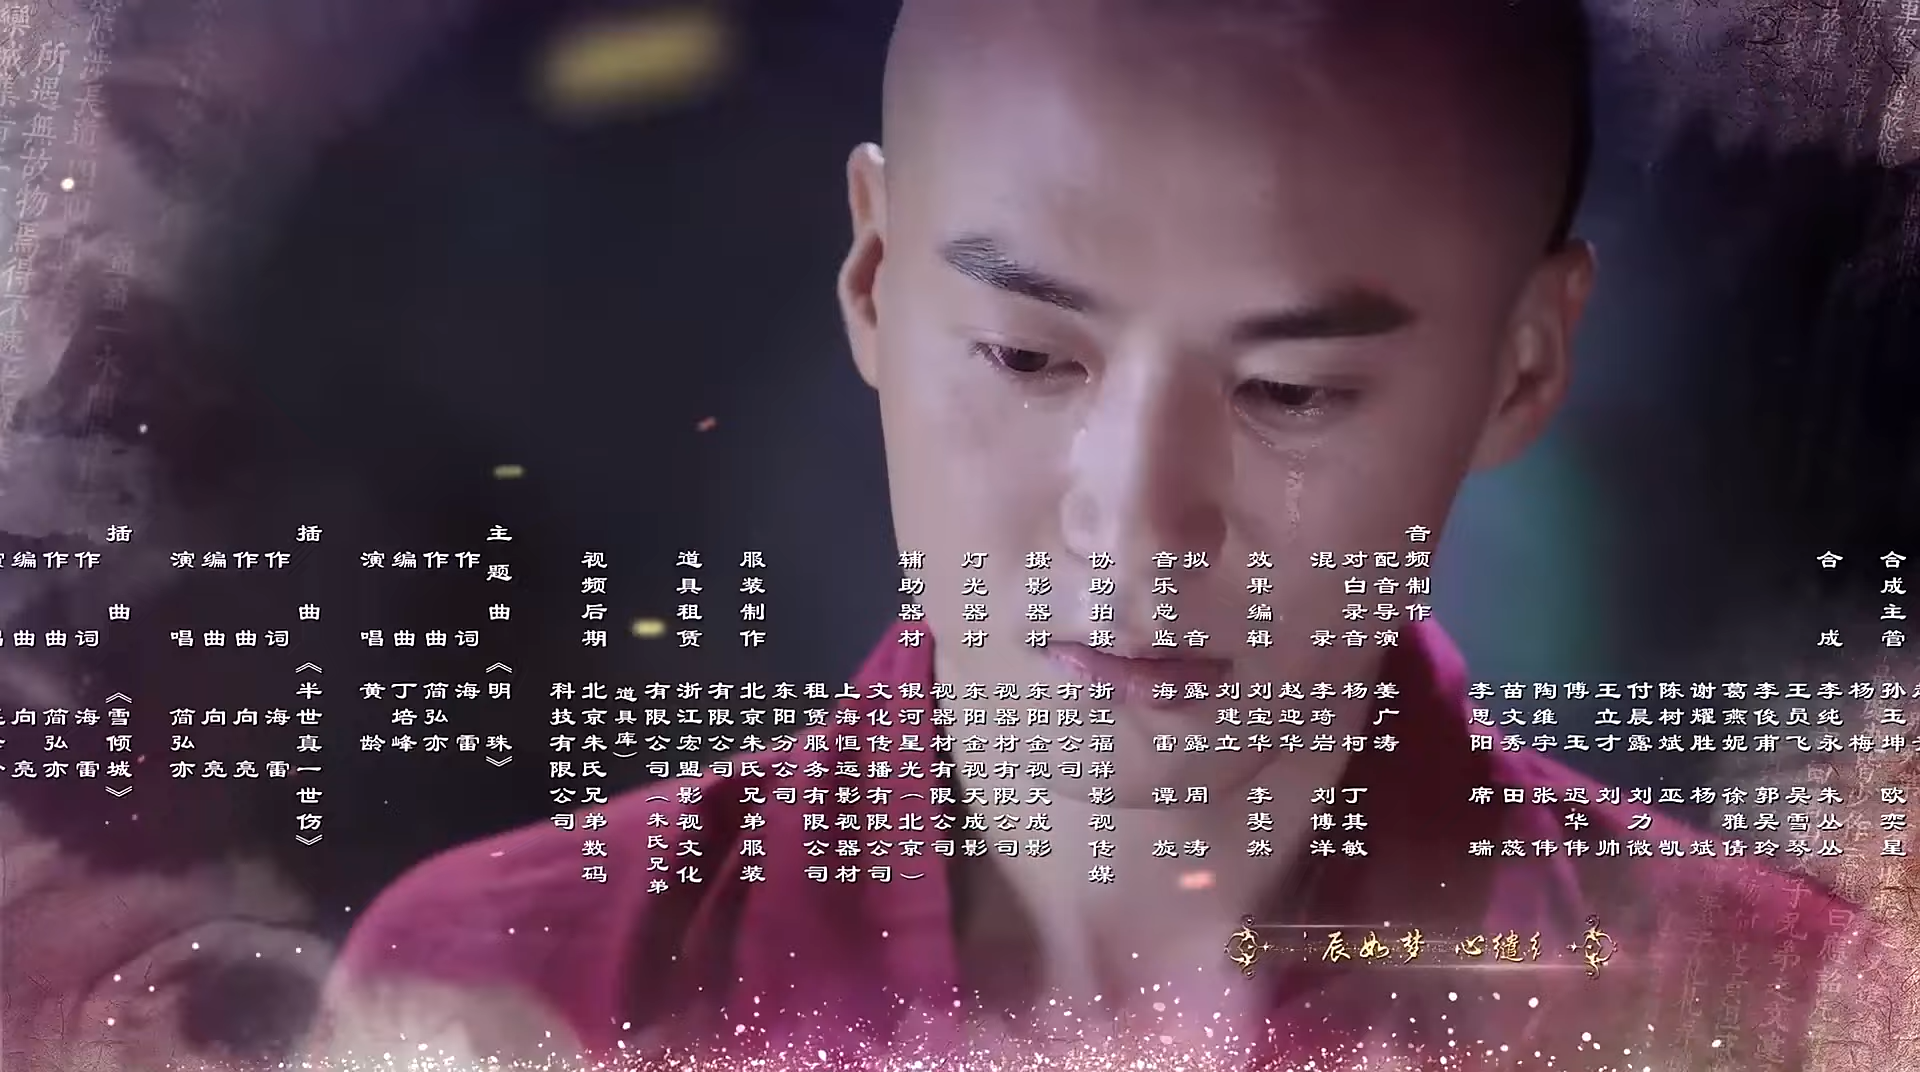 合成主管 孙玉坤 欧奕星
杨梅
合成 李纯永 朱丛丛
王员飞 吴雪琴
李俊甫 郭吴玲
葛燕妮 徐雅倩
谢耀胜 杨斌
陈材斌 巫凯
付晨露 刘力微
王立才 刘帅
傅玉 迟华伟
陶维宇 张伟
苗文秀 田蕊
李思阳 席瑞
音频制作
配音导演 姜广涛
对白录音 杨柯 丁其敏
混录 李琦岩 刘博洋
赵迎华
效果编辑 刘宝华 李斐然
刘建立
拟音 露露 周涛
音乐总监 海雷 谭旋
协助拍摄 浙江福祥影视传媒
有限公司
摄影器材 东阳金视天成影
视器材有限公司
灯光器材 东阳金视天成影
视器材有限公司
辅助器材 银河星光（北京）
文化传播有限公司
上海恒运影视器材
租赁服务有限公司
东阳分公司
服装制作 北京朱氏兄弟服装
有限公司
道具租赁 浙江宏盟影视文化
有限公司（朱氏兄弟
道具库）
视频后期 北京朱氏兄弟数码
科技有限公司
主题曲《明珠》
作词 海雷
作曲 简弘亦
编曲 丁培峰
演唱 黄龄
插曲《半世真一世伤》
作词 海雷
作曲 向亮
编曲 向亮
演唱 简弘亦
插曲《雪倾城》
作词 海雷
作曲 简弘亦
编曲 向亮
辰如梦 心缱
所遇無故物焉得不